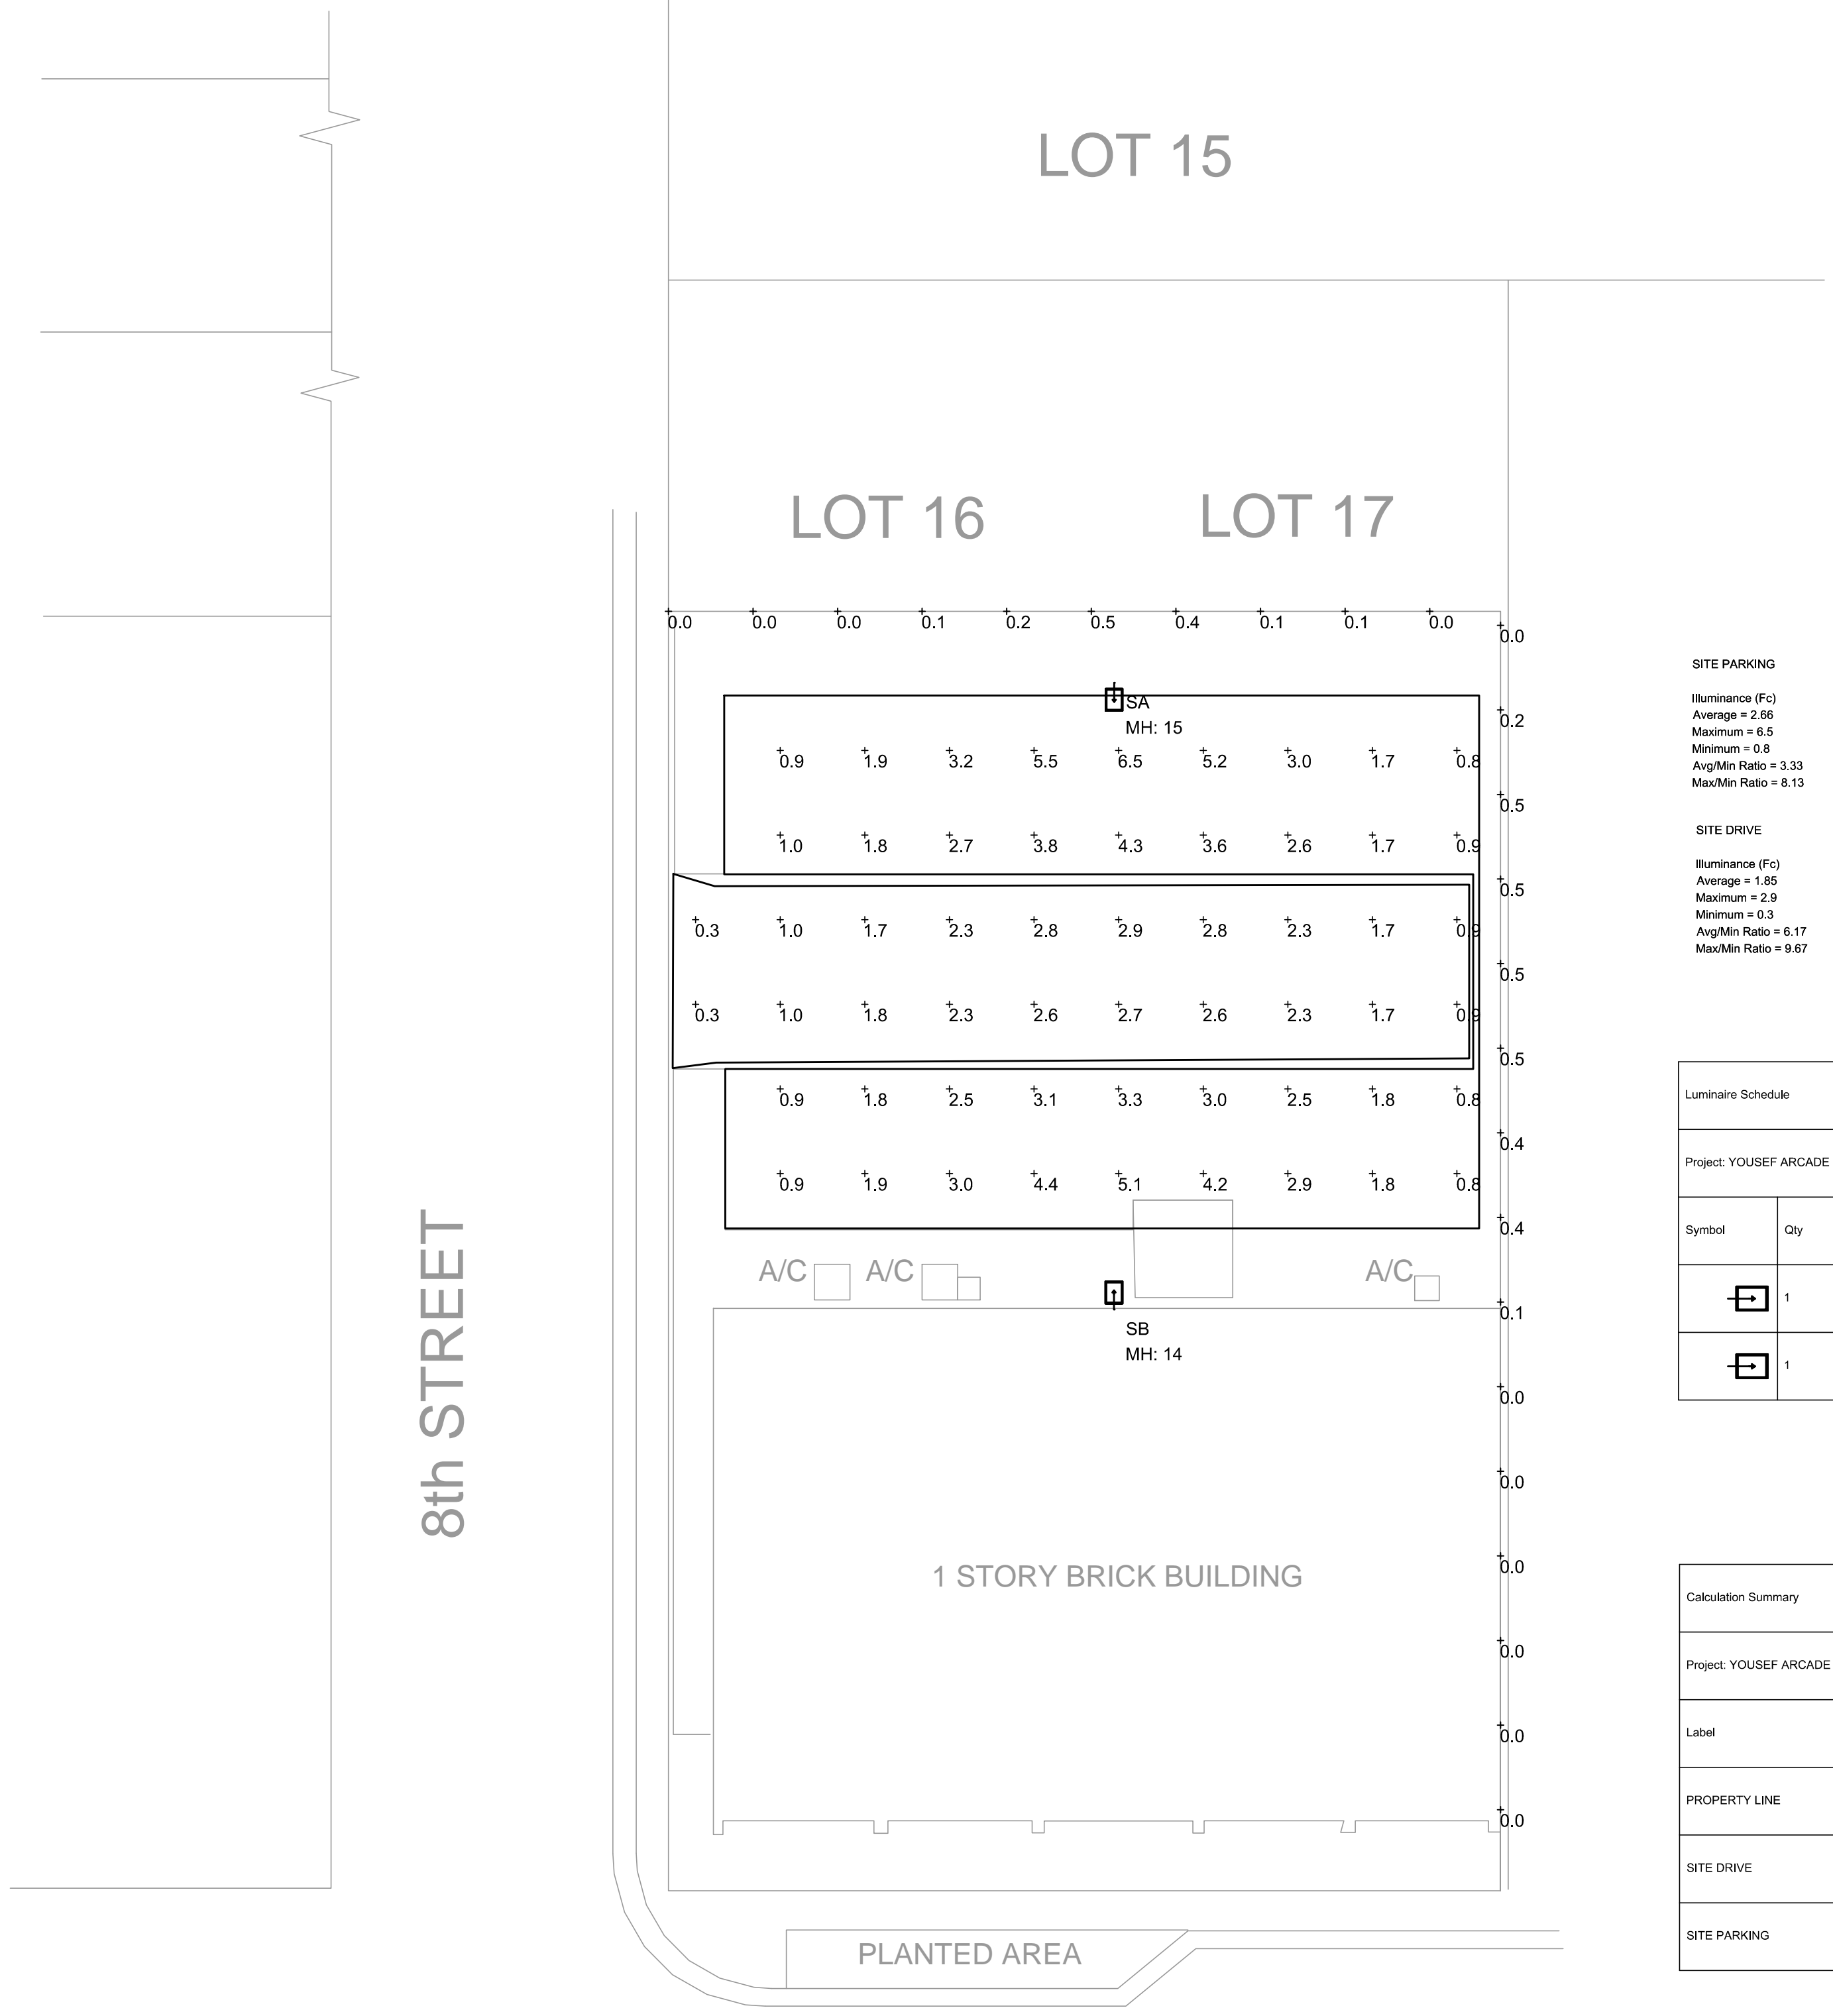 LOT 15
LOT 16 LOT 17
0.0 0.0 0.0 0.1 0.2 0.5 0.4 0.1 0.1 0.0
0.0
SA
0.2
MH: 15
0.9 1.9 3.2 5.5 6.5 5.2 3.0 1.7 0.8
0.5
1.0 1.8 2.7 3.8 4.3 3.6 2.6 1.7 0.9
0.5
0.3 1.0 1.7 2.3 2.8 2.9 2.8 2.3 1.7 0.9
0.5
0.3 1.0 1.8 2.3 2.6 2.7 2.6 2.3 1.7 0.9
0.5
0.9 1.8 2.5 3.1 3.3 3.0 2.5 1.8 0.8
0.4
0.9 1.9 3.0 4.4 5.1 4.2 2.9 1.8 0.8
0.4
A/C A/C A/C
0.1
SB
MH: 14
0.0
0.0
0.0
1 STORY BRICK BUILDING
0.0
0.0
0.0
8th STREET
PLANTED AREA
SITE PARKING
Illuminance (Fc)
Average = 2.66
Maximum = 6.5
Minimum = 0.8
Avg/Min Ratio = 3.33
Max/Min Ratio = 8.13
SITE DRIVE
Illuminance (Fc)
Average = 1.85
Maximum = 2.9
Minimum = 0.3
Avg/Min Ratio = 6.17
Max/Min Ratio = 9.67
Luminaire Schedule
Project: YOUSEF ARCADE
Symbol Qty
1
1
Calculation Summary
Project: YOUSEF ARCADE
Label
PROPERTY LINE
SITE DRIVE
SITE PARKING